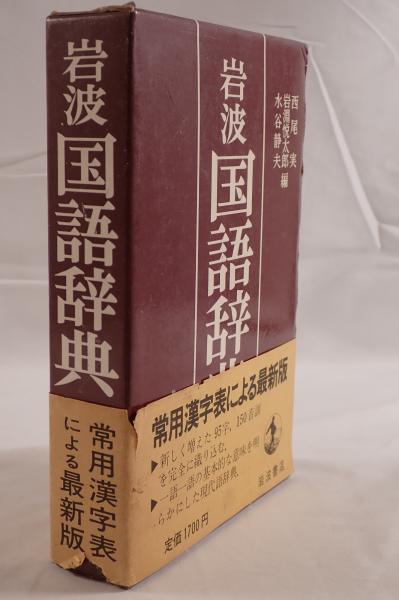 岩波
国語辞典
常用漢字表
による最新版
岩波
国語辞典
西尾実
岩淵悦太郎 編
水谷静夫
常用漢字表による最新版
▶新しく増えた95字，150音訓
を完全に織り込む．
▶一語一語の基本的な意味を明
らかにした現代語辞典．
定価1700円
岩波書店